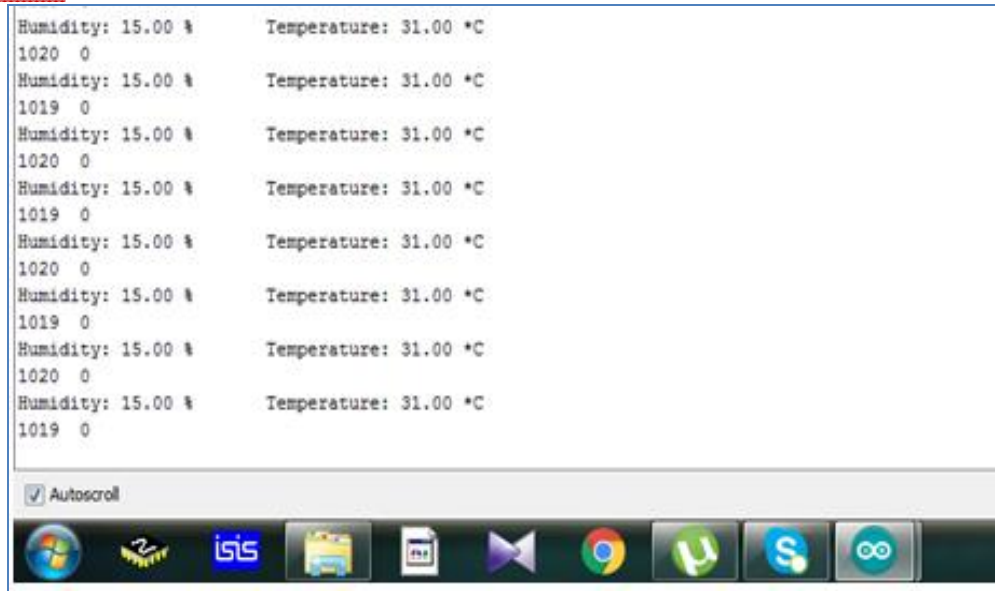 Humidity: 15.00 % Temperature: 31.00 *C
1020 0
Humidity: 15.00 % Temperature: 31.00 *C
1019 0
Humidity: 15.00 % Temperature: 31.00 *C
1020 0
Humidity: 15.00 % Temperature: 31.00 *C
1019 0
Humidity: 15.00 % Temperature: 31.00 *C
1020 0
Humidity: 15.00 % Temperature: 31.00 *C
1019 0
Humidity: 15.00 % Temperature: 31.00 *C
1020 0
Humidity: 15.00 % Temperature: 31.00 *C
1019 0
Autoscroll
isis